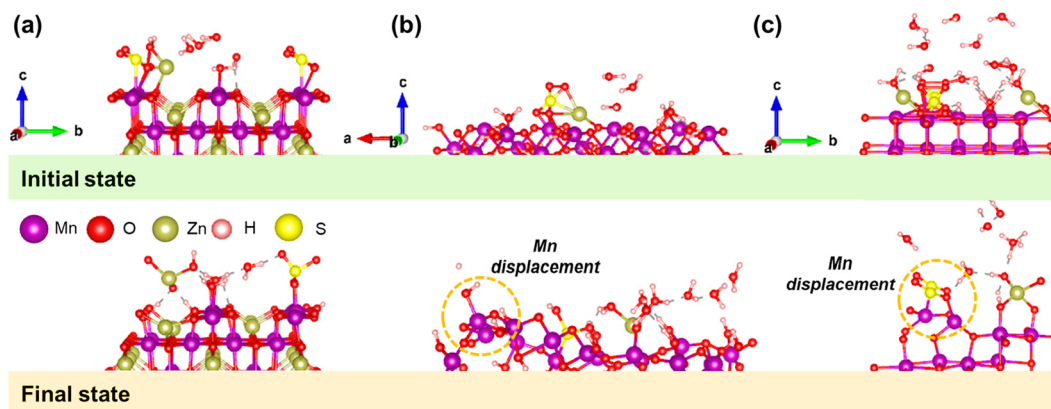 (a)
(b)
(c)
c
a
b
c
a
b
c
a
b
Initial state
Mn O Zn H S
Mn
displacement
Mn
displacement
Final state